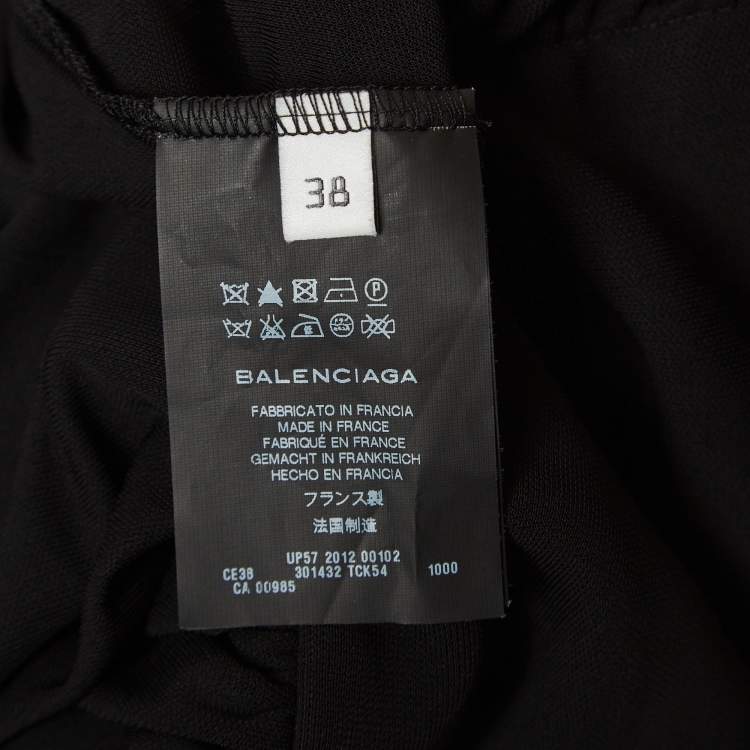 38
P
BALENCIAGA
FABBRICATO IN FRANCIA
MADE IN FRANCE
FABRIQUÉ EN FRANCE
GEMACHT IN FRANKREICH
HECHO EN FRANCIA
フランス製
法国制造
UP57 2012 00102
CE38 301432 TCK54 1000
CA 00985